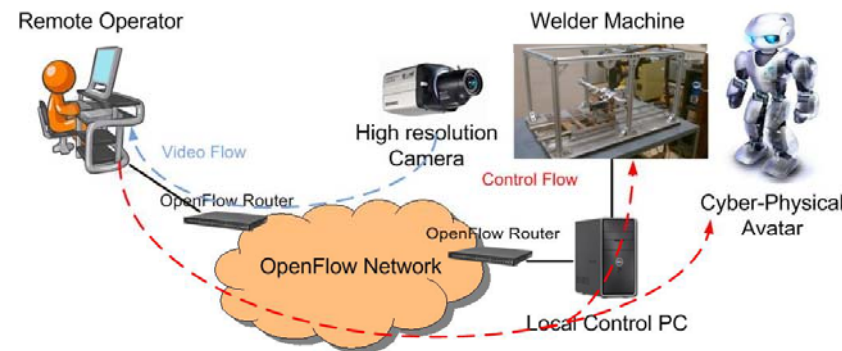 Remote Operator
Welder Machine
High resolution
Camera
Video Flow
Control Flow
OpenFlow Router
OpenFlow Router
OpenFlow Network
Cyber-Physical
Avatar
Local Control PC